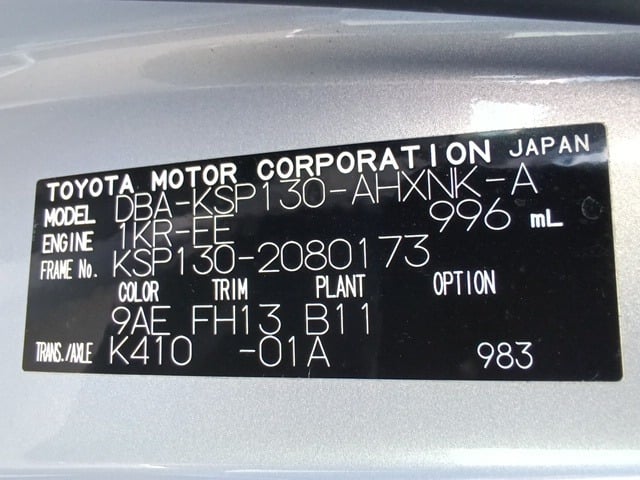 TOYOTA MOTOR CORPORATION JAPAN
MODEL DBA-KSP130-AHXNK-A
ENGINE 1KR-EE 996 mL
FRAME No. KSP130-2080173
COLOR TRIM PLANT OPTION
9AE FH13 B11
TRANS./AXLE K410 -01A 983